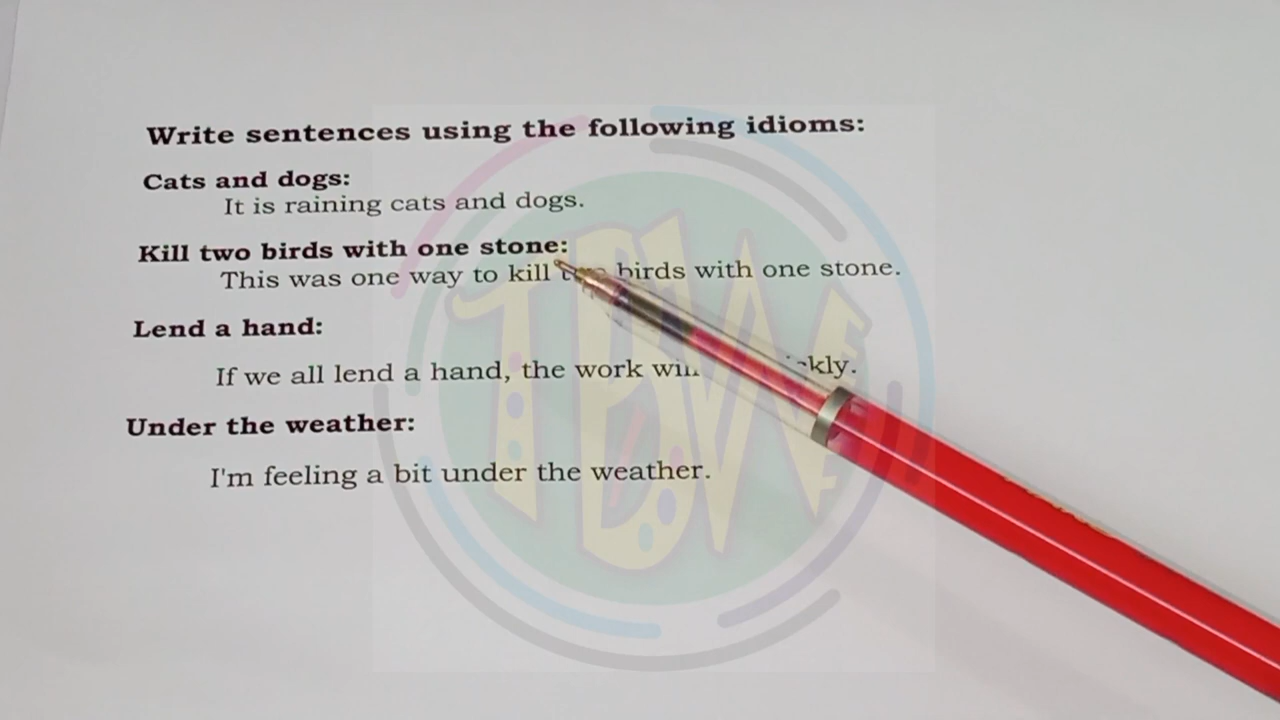 Write sentences using the following idioms:
Cats and dogs:
It is raining cats and dogs.
Kill two birds with one stone:
This was one way to kill birds with one stone.
Lend a hand:
If we all lend a hand, the work
Under the weather:
I'm feeling a bit under the weather.
TBW